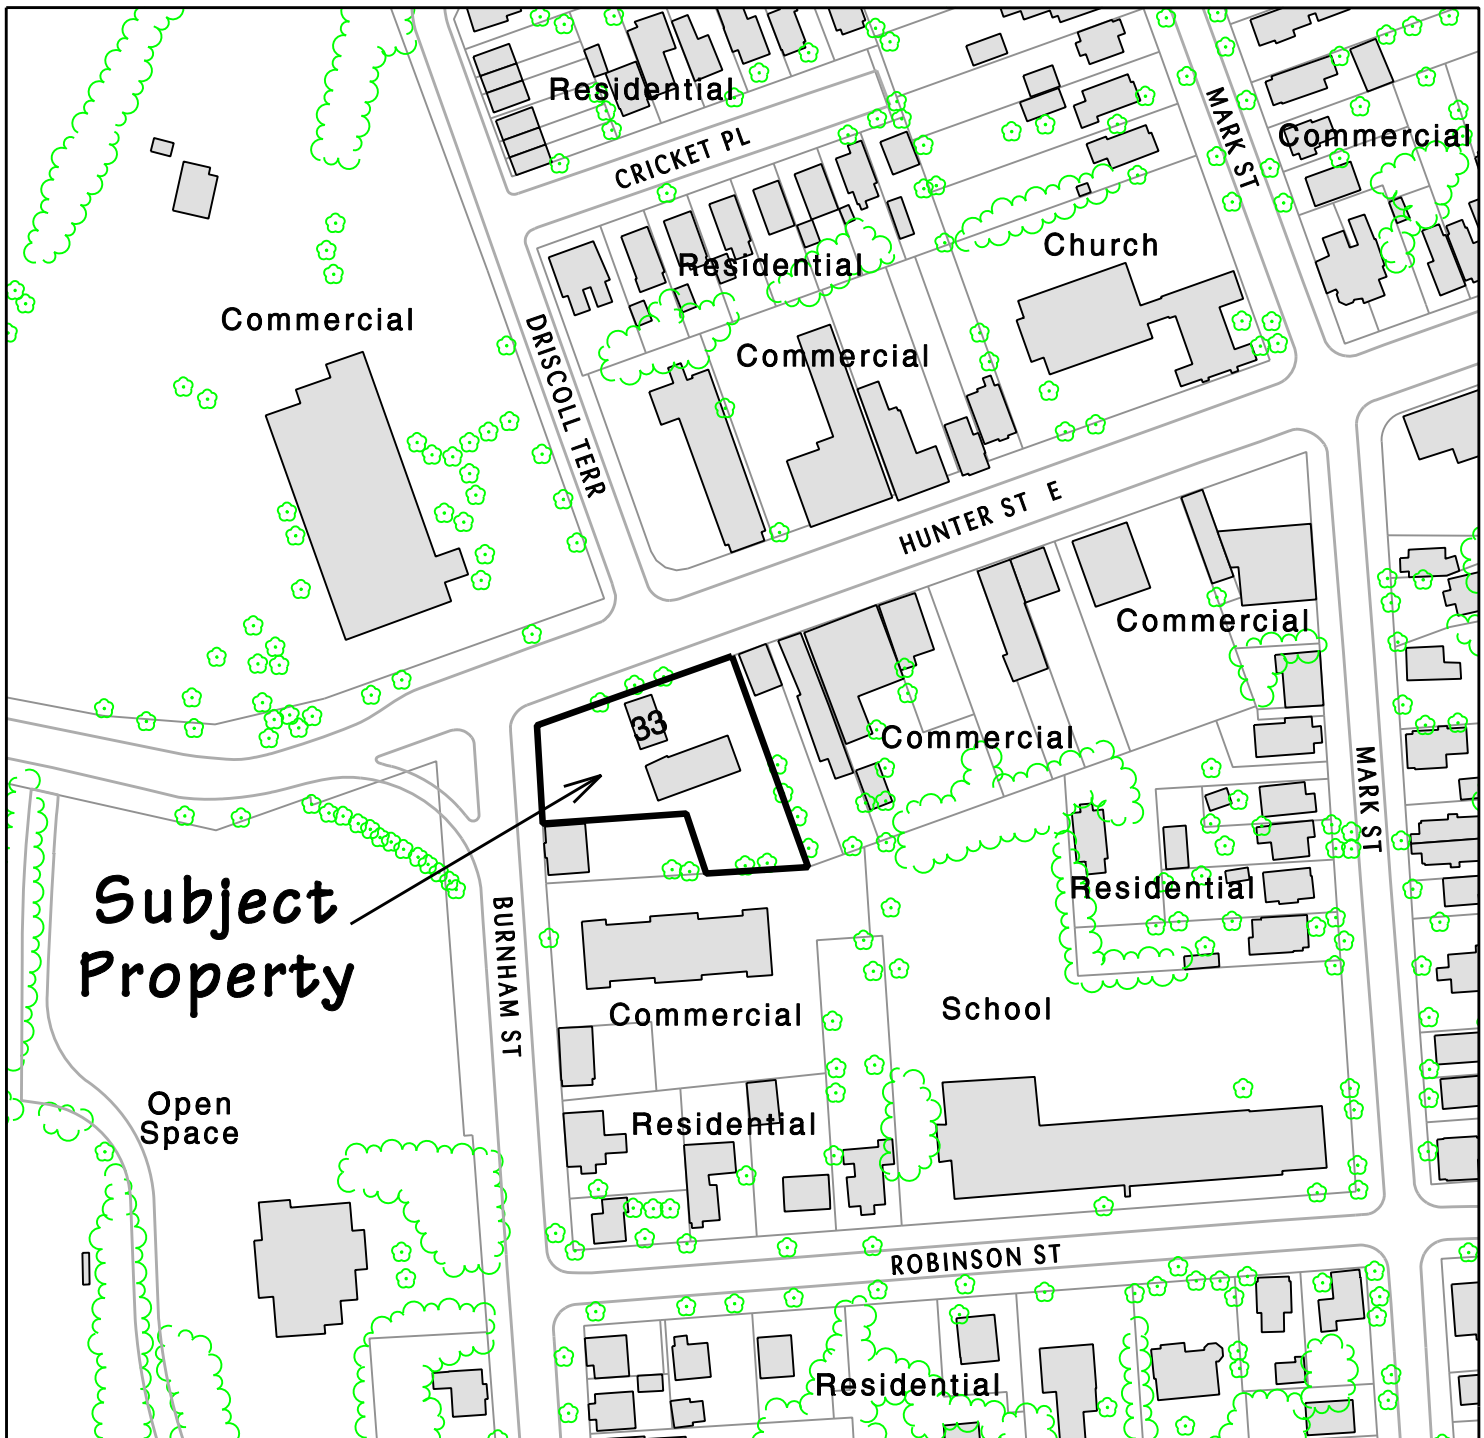 Residential
CRICKET PL
MARK ST
Commercial
Residential
Church
Commercial
DRISCOLL TERR
Commercial
HUNTER ST E
Commercial
33
Commercial
MARK ST
Subject
Property
Residential
BURNHAM ST
Commercial
School
Open
Space
Residential
ROBINSON ST
Residential